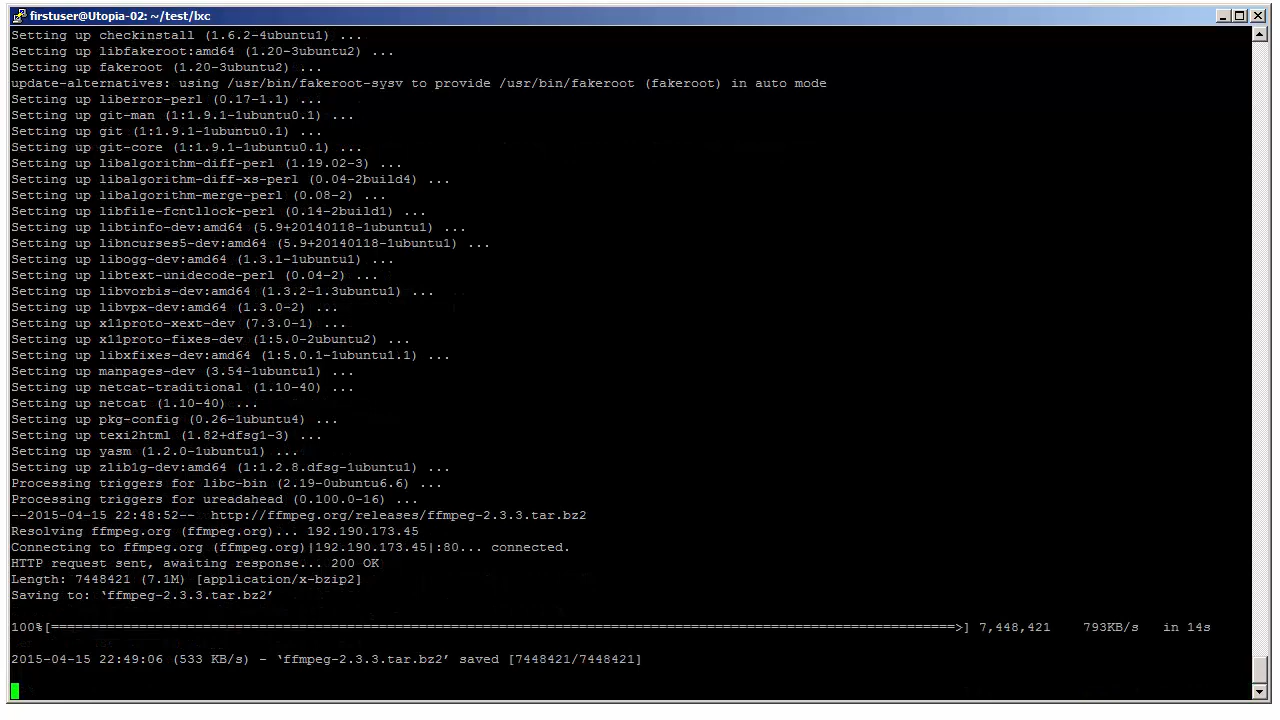 firstuser@Utopia-02: ~/test/lxc
Setting up checkinstall (1.6.2-4ubuntu1) ...
Setting up libfakeroot:amd64 (1.20-3ubuntu2) ...
Setting up fakeroot (1.20-3ubuntu2) ...
update-alternatives: using /usr/bin/fakeroot-sysv to provide /usr/bin/fakeroot (fakeroot) in auto mode
Setting up liberror-perl (0.17-1.1) ...
Setting up git-man (1:1.9.1-1ubuntu0.1) ...
Setting up git (1:1.9.1-1ubuntu0.1) ...
Setting up git-core (1:1.9.1-1ubuntu0.1) ...
Setting up libalgorithm-diff-perl (1.19.02-3) ...
Setting up libalgorithm-diff-xs-perl (0.04-2build4) ...
Setting up libalgorithm-merge-perl (0.08-2) ...
Setting up libfile-fcntllock-perl (0.14-2build1) ...
Setting up libtinfo-dev:amd64 (5.9+20140118-1ubuntu1) ...
Setting up libncurses5-dev:amd64 (5.9+20140118-1ubuntu1) ...
Setting up libogg-dev:amd64 (1.3.1-1ubuntu1) ...
Setting up libtext-unidecode-perl (0.04-2) ...
Setting up libvorbis-dev:amd64 (1.3.2-1.3ubuntu1) ...
Setting up libvpx-dev:amd64 (1.3.0-2) ...
Setting up x11proto-xext-dev (7.3.0-1) ...
Setting up x11proto-fixes-dev (1:5.0-2ubuntu2) ...
Setting up libxfixes-dev:amd64 (1:5.0.1-1ubuntu1.1) ...
Setting up manpages-dev (3.54-1ubuntu1) ...
Setting up netcat-traditional (1.10-40) ...
Setting up netcat (1.10-40) ...
Setting up pkg-config (0.26-1ubuntu4) ...
Setting up texi2html (1.82+dfsg1-3) ...
Setting up yasm (1.2.0-1ubuntu1) ...
Setting up zlib1g-dev:amd64 (1:1.2.8.dfsg-1ubuntu1) ...
Processing triggers for libc-bin (2.19-0ubuntu6.6) ...
Processing triggers for ureadahead (0.100.0-16) ...
--2015-04-15 22:48:52--  http://ffmpeg.org/releases/ffmpeg-2.3.3.tar.bz2
Resolving ffmpeg.org (ffmpeg.org)... 192.190.173.45
Connecting to ffmpeg.org (ffmpeg.org)|192.190.173.45|:80... connected.
HTTP request sent, awaiting response... 200 OK
Length: 7448421 (7.1M) [application/x-bzip2]
Saving to: ‘ffmpeg-2.3.3.tar.bz2’
100%[=================================================================================================================>] 7,448,421    793KB/s   in 14s
2015-04-15 22:49:06 (533 KB/s) - ‘ffmpeg-2.3.3.tar.bz2’ saved [7448421/7448421]